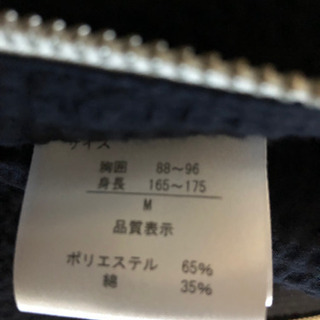 サイズ
胸囲 88～96
身長 165～175
M
品質表示
ポリエステル 65%
綿 35%